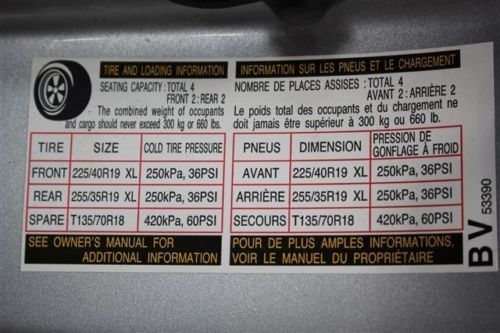 TIRE AND LOADING INFORMATION
SEATING CAPACITY : TOTAL 4
FRONT 2 : REAR 2
The combined weight of occupants
and cargo should never exceed 300 kg or 660 lbs.
TIRE SIZE COLD TIRE PRESSURE
FRONT 225/40R19 XL 250kPa, 36PSI
REAR 255/35R19 XL 250kPa, 36PSI
SPARE T135/70R18 420kPa, 60PSI
SEE OWNER'S MANUAL FOR
ADDITIONAL INFORMATION
INFORMATION SUR LES PNEUS ET LE CHARGEMENT
NOMBRE DE PLACES ASSISES : TOTAL 4
AVANT 2 : ARRIÈRE 2
Le poids total des occupants et du chargement ne
doit jamais être supérieur à 300 kg ou 660 lb.
PNEUS DIMENSION PRESSION DE
GONFLAGE À FROID
AVANT 225/40R19 XL 250kPa, 36PSI
ARRIÈRE 255/35R19 XL 250kPa, 36PSI
SECOURS T135/70R18 420kPa, 60PSI
POUR DE PLUS AMPLES INFORMATIONS,
VOIR LE MANUEL DU PROPRIÉTAIRE
BV 53390